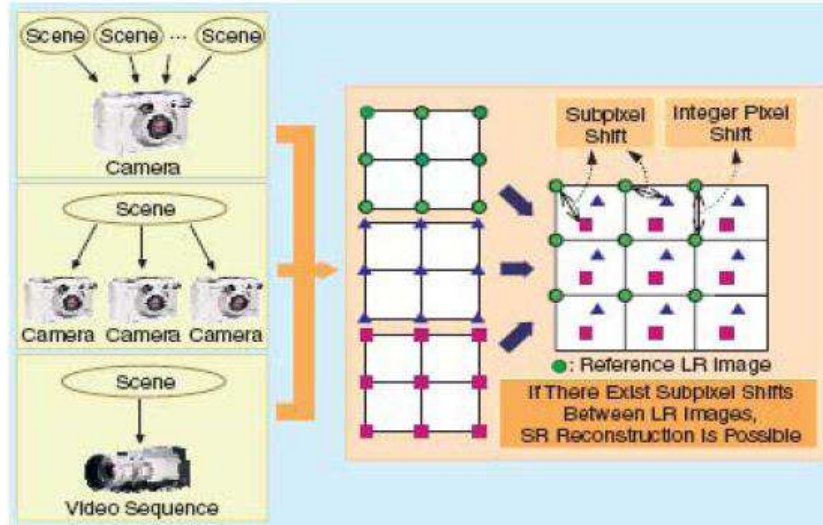 Scene Scene ... Scene
Camera
Scene
Camera Camera Camera
Scene
Video Sequence
Subpixel
Shift
Integer Pixel
Shift
: Reference LR Image
If There Exist Subpixel Shifts
Between LR Images,
SR Reconstruction Is Possible